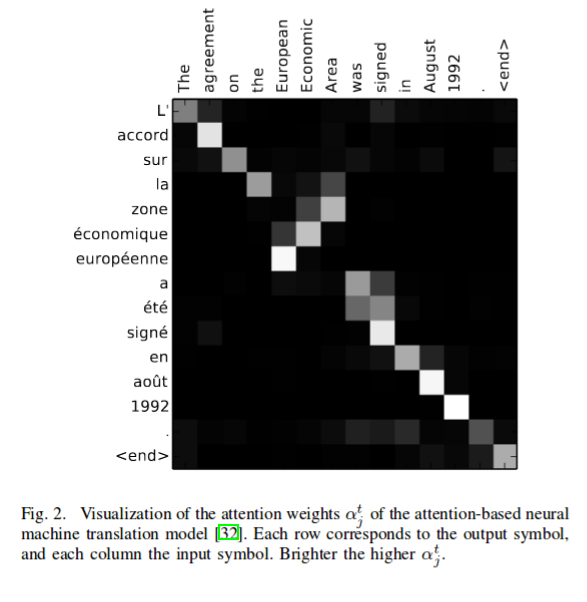 The
agreement
on
the
European
Economic
Area
was
signed
in
August
1992
.
<end>
L'
accord
sur
la
zone
économique
européenne
a
été
signé
en
août
1992
.
<end>
Fig. 2. Visualization of the attention weights αᵗⱼ of the attention-based neural
machine translation model [32]. Each row corresponds to the output symbol,
and each column the input symbol. Brighter the higher αᵗⱼ.